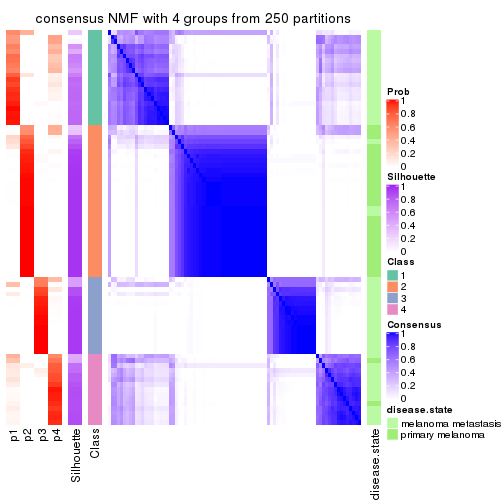 consensus NMF with 4 groups from 250 partitions
Prob
1
0.8
0.6
0.4
0.2
0
Silhouette
1
0.8
0.6
0.4
0.2
0
Class
1
2
3
4
Consensus
1
0.8
0.6
0.4
0.2
0
disease.state
melanoma metastasis
primary melanoma
p1
p2
p3
p4
Silhouette
Class
disease.state